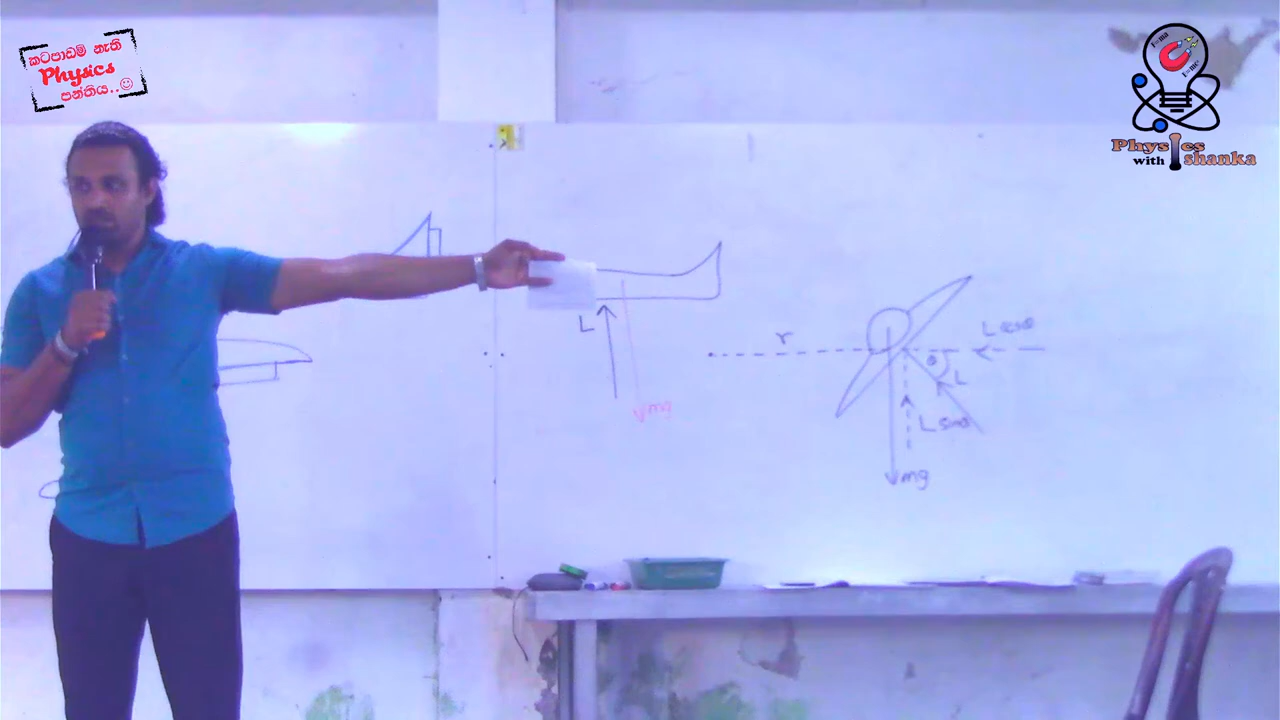 කටපාඩම් නැති
Physics
පන්තිය..
Physics
with ishanka
L
mg
r
L cosθ
θ
L
L sinθ
mg